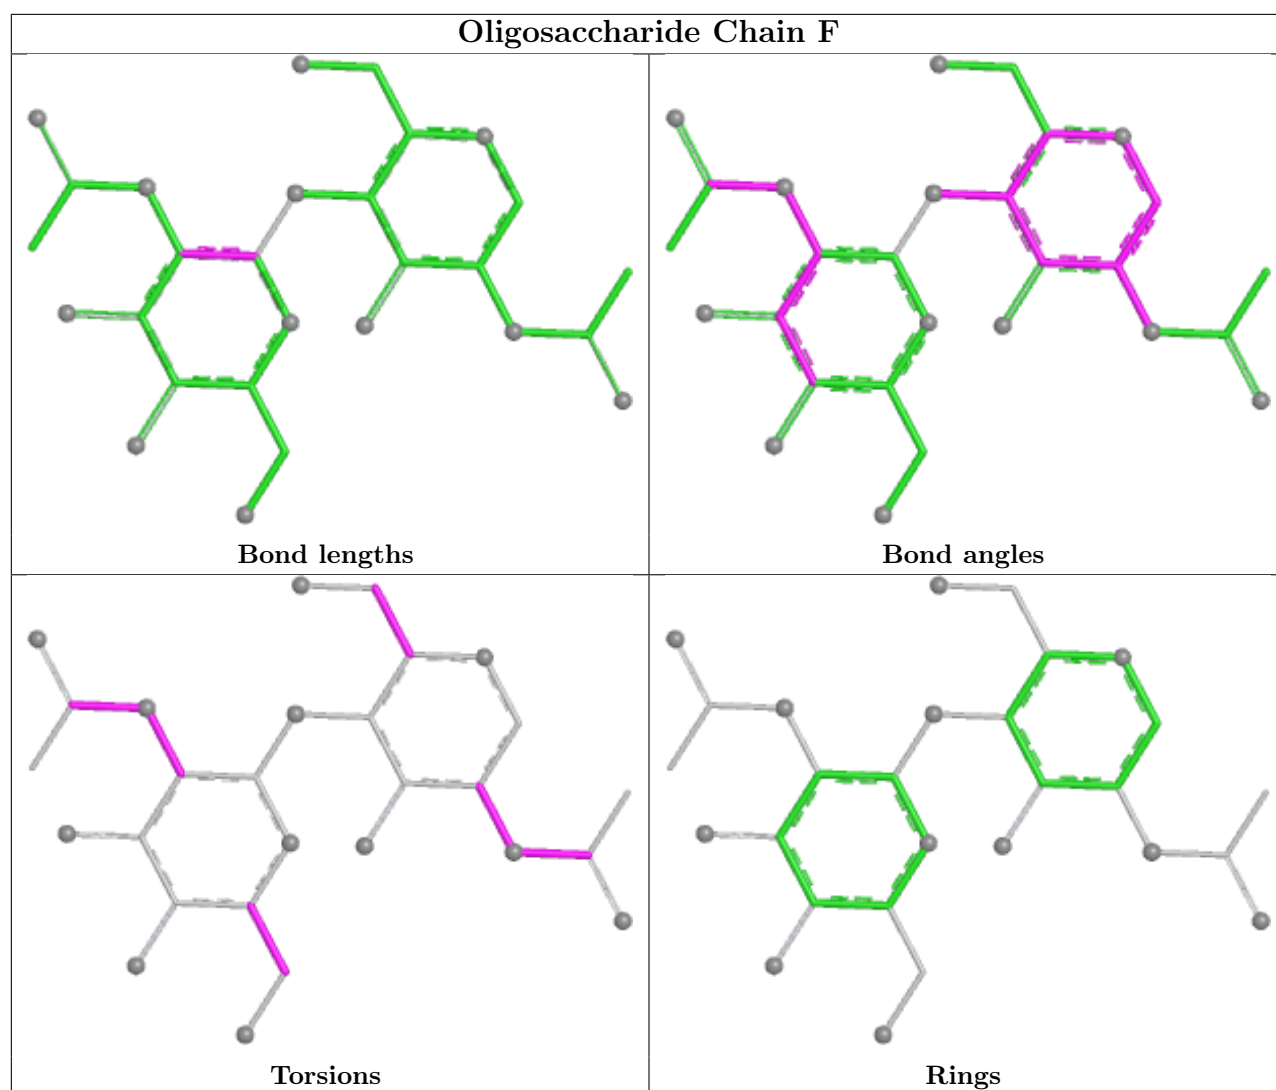 Oligosaccharide Chain F
Bond lengths
Bond angles
Torsions
Rings